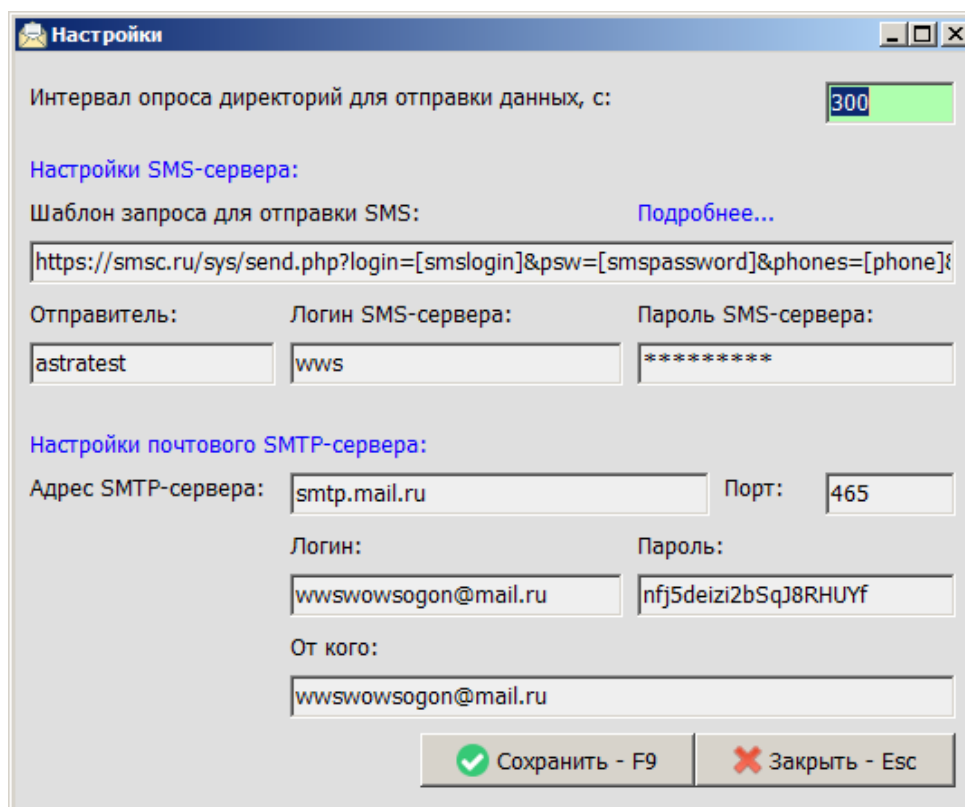 Настройки
Интервал опроса директорий для отправки данных, с: 300
Настройки SMS-сервера:
Шаблон запроса для отправки SMS: Подробнее...
https://smsc.ru/sys/send.php?login=[smslogin]&psw=[smspassword]&phones=[phone]&
Отправитель: Логин SMS-сервера: Пароль SMS-сервера:
astratest wws *********
Настройки почтового SMTP-сервера:
Адрес SMTP-сервера: smtp.mail.ru Порт: 465
Логин: Пароль:
wwswowsogon@mail.ru nfj5deizi2bSqJ8RHUYf
От кого:
wwswowsogon@mail.ru
Сохранить - F9 Закрыть - Esc